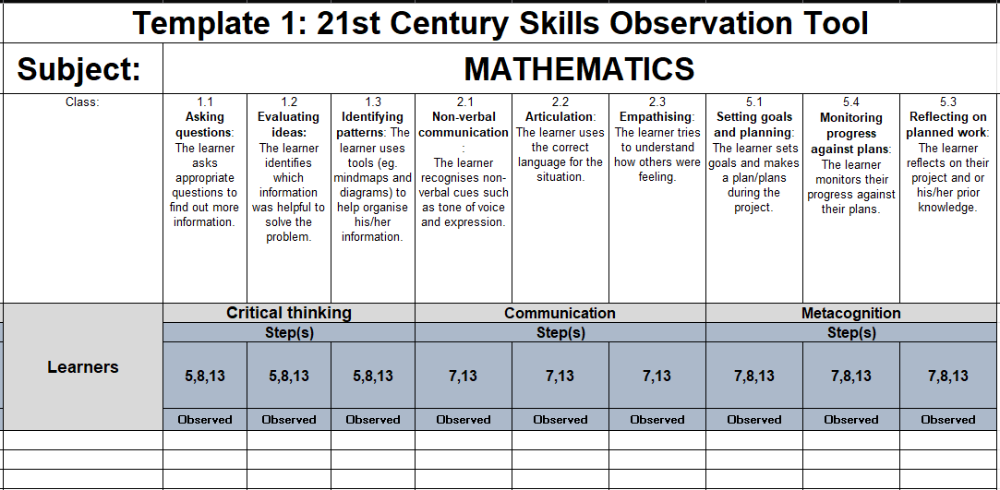 Template 1: 21st Century Skills Observation Tool
Subject:
MATHEMATICS
Class:
1.1
Asking
questions:
The learner
asks
appropriate
questions to
find out more
information.
1.2
Evaluating
ideas:
The learner
identifies
which
information
was helpful to
solve the
problem.
1.3
Identifying
patterns: The
learner uses
tools (eg.
mindmaps and
diagrams) to
help organise
his/her
information.
2.1
Non-verbal
communication
:
The learner
recognises non-
verbal cues such
as tone of voice
and expression.
2.2
Articulation:
The learner uses
the correct
language for the
situation.
2.3
Empathising:
The learner tries
to understand
how others were
feeling.
5.1
Setting goals
and planning:
The learner sets
goals and makes
a plan/plans
during the
project.
5.4
Monitoring
progress
against plans:
The learner
monitors their
progress against
their plans.
5.3
Reflecting on
planned work:
The learner
reflects on their
project and or
his/her prior
knowledge.
Learners
Critical thinking
Communication
Metacognition
Step(s)
Step(s)
Step(s)
5,8,13
5,8,13
5,8,13
7,13
7,13
7,13
7,8,13
7,8,13
7,8,13
Observed
Observed
Observed
Observed
Observed
Observed
Observed
Observed
Observed